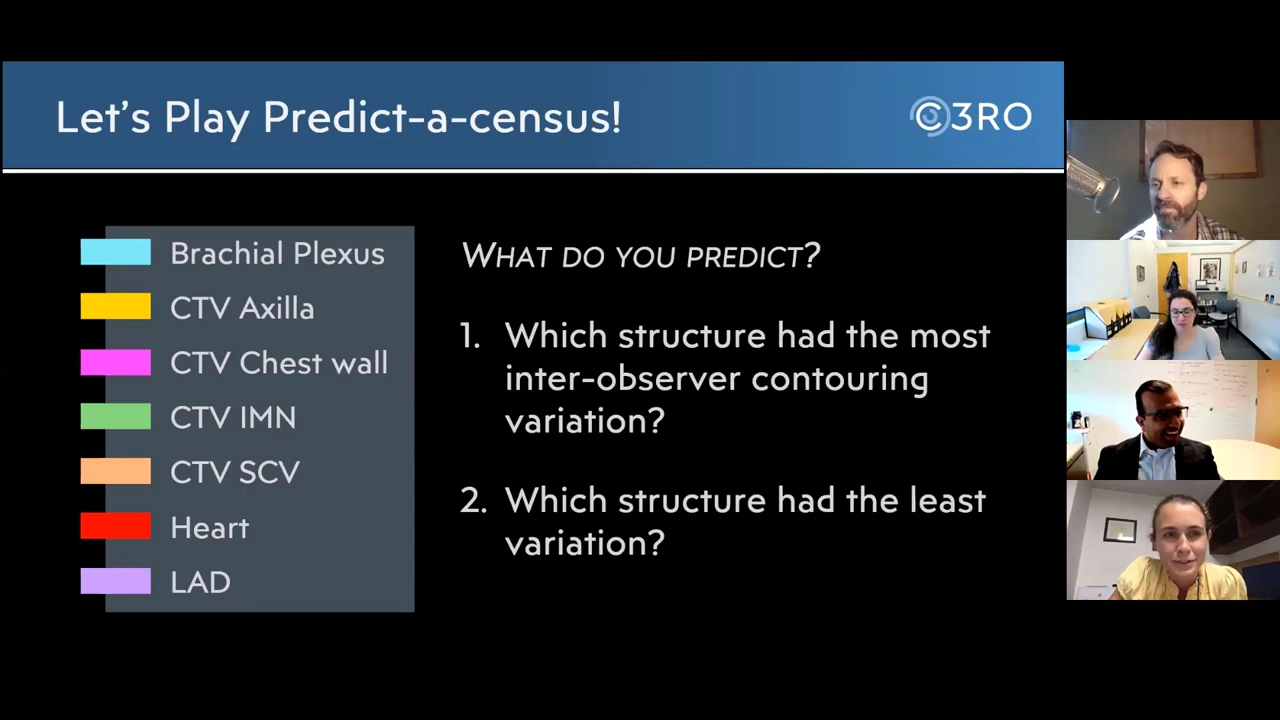 Let's Play Predict-a-census!
C3RO
Brachial Plexus
CTV Axilla
CTV Chest wall
CTV IMN
CTV SCV
Heart
LAD
WHAT DO YOU PREDICT?
1. Which structure had the most
inter-observer contouring
variation?
2. Which structure had the least
variation?